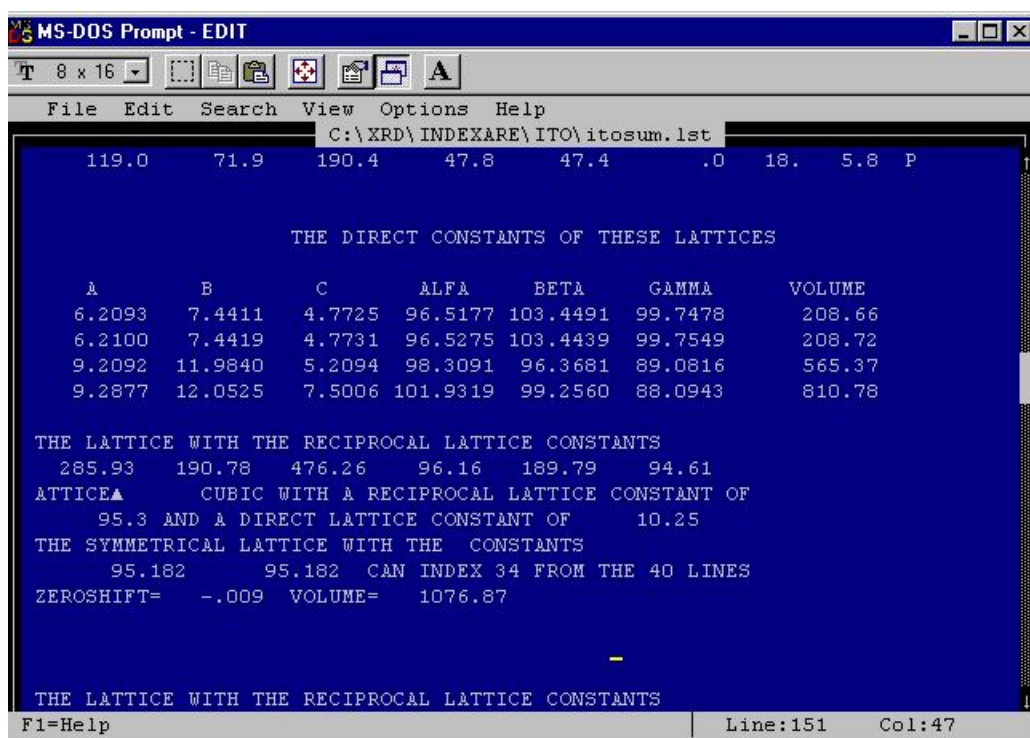 MS-DOS Prompt - EDIT
8 x 16
A
File Edit Search View Options Help
C:\XRD\INDEXARE\ITO\itosum.lst
119.0 71.9 190.4 47.8 47.4 .0 18. 5.8 P
THE DIRECT CONSTANTS OF THESE LATTICES
A B C ALFA BETA GAMMA VOLUME
6.2093 7.4411 4.7725 96.5177 103.4491 99.7478 208.66
6.2100 7.4419 4.7731 96.5275 103.4439 99.7549 208.72
9.2092 11.9840 5.2094 98.3091 96.3681 89.0816 565.37
9.2877 12.0525 7.5006 101.9319 99.2560 88.0943 810.78
THE LATTICE WITH THE RECIPROCAL LATTICE CONSTANTS
285.93 190.78 476.26 96.16 189.79 94.61
ATTICE▲ CUBIC WITH A RECIPROCAL LATTICE CONSTANT OF
95.3 AND A DIRECT LATTICE CONSTANT OF 10.25
THE SYMMETRICAL LATTICE WITH THE CONSTANTS
95.182 95.182 CAN INDEX 34 FROM THE 40 LINES
ZEROSHIFT= -.009 VOLUME= 1076.87
THE LATTICE WITH THE RECIPROCAL LATTICE CONSTANTS
F1=Help Line:151 Col:47